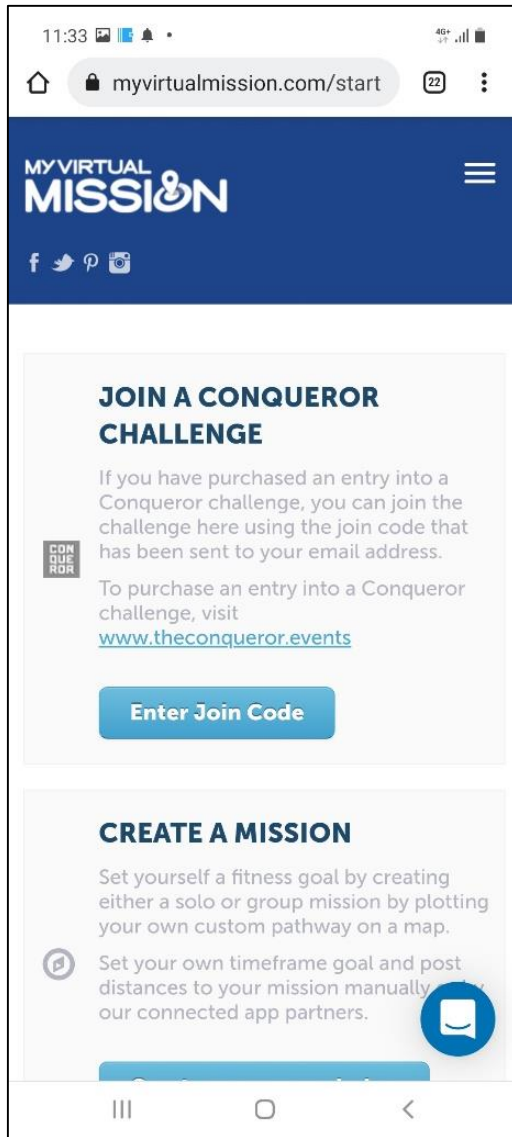 11:33
4G+
myvirtualmission.com/start
22
MY VIRTUAL
MISSION
JOIN A CONQUEROR
CHALLENGE
If you have purchased an entry into a
Conqueror challenge, you can join the
challenge here using the join code that
has been sent to your email address.
CON
QUE
ROR
To purchase an entry into a Conqueror
challenge, visit
www.theconqueror.events
Enter Join Code
CREATE A MISSION
Set yourself a fitness goal by creating
either a solo or group mission by plotting
your own custom pathway on a map.
Set your own timeframe goal and post
distances to your mission manually
our connected app partners.